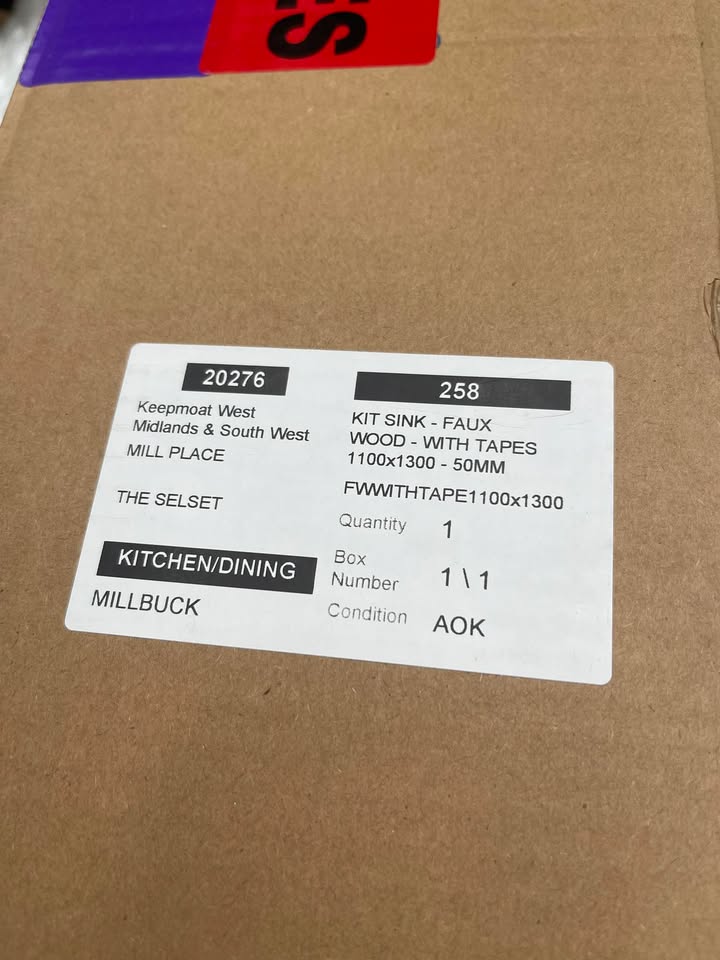 ES
20276
Keepmoat West
Midlands & South West
MILL PLACE
THE SELSET
KITCHEN/DINING
MILLBUCK
258
KIT SINK - FAUX
WOOD - WITH TAPES
1100x1300 - 50MM
FWWITHTAPE1100x1300
Quantity 1
Box
Number 1 \ 1
Condition AOK